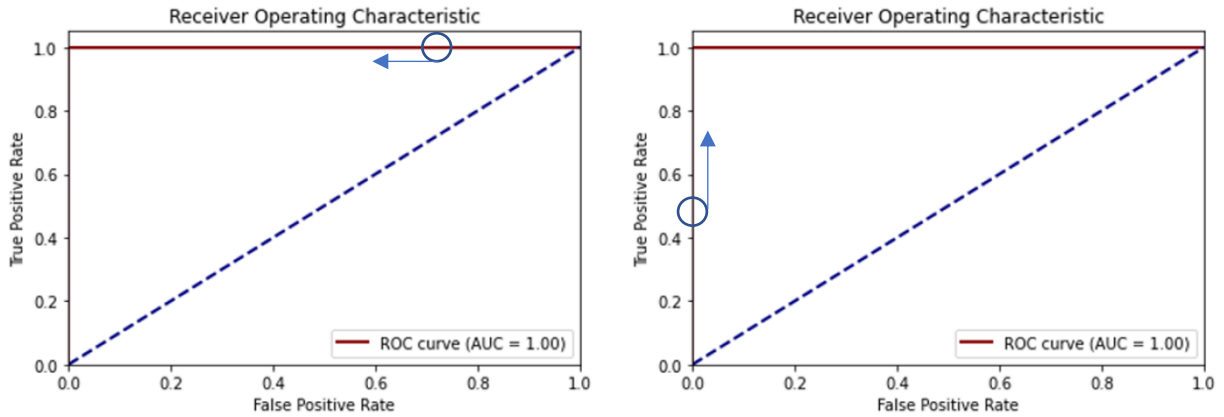 Receiver Operating Characteristic
1.0
0.8
0.6
0.4
0.2
0.0
True Positive Rate
ROC curve (AUC = 1.00)
0.0 0.2 0.4 0.6 0.8 1.0
False Positive Rate
Receiver Operating Characteristic
1.0
0.8
0.6
0.4
0.2
0.0
True Positive Rate
ROC curve (AUC = 1.00)
0.0 0.2 0.4 0.6 0.8 1.0
False Positive Rate